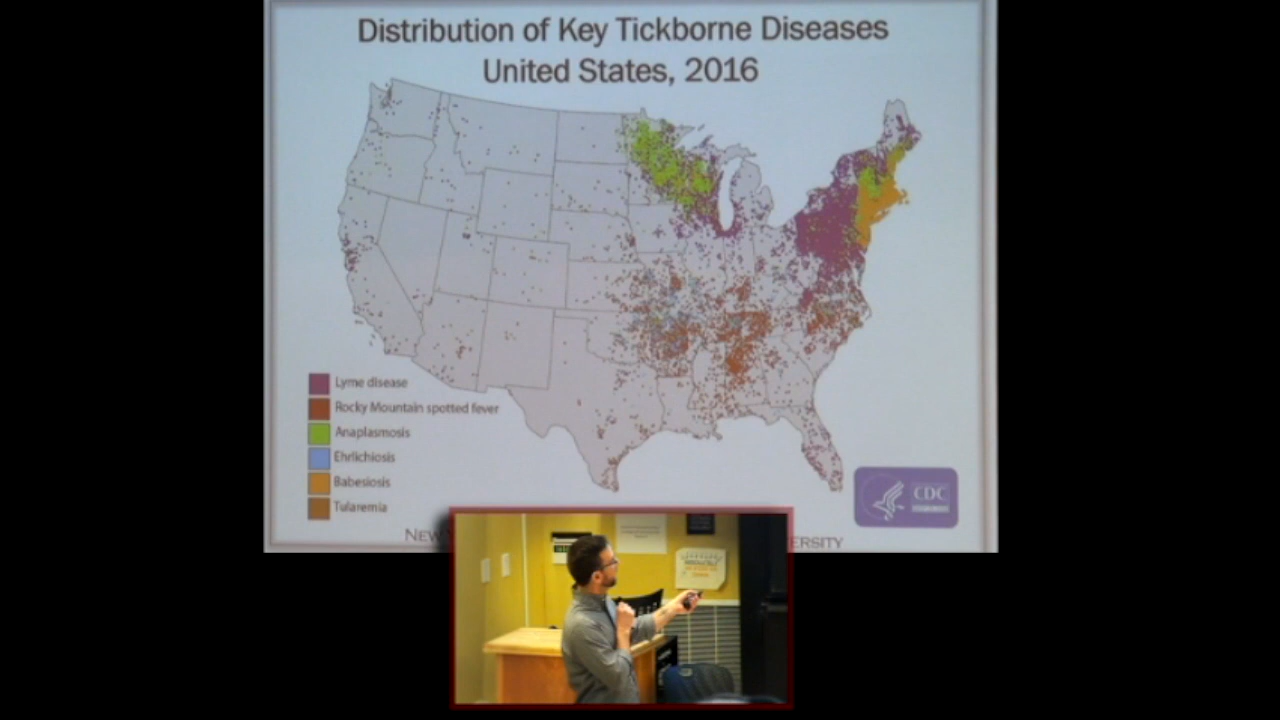 Distribution of Key Tickborne Diseases
United States, 2016
Lyme disease
Rocky Mountain spotted fever
Anaplasmosis
Ehrlichiosis
Babesiosis
Tularemia
CDC